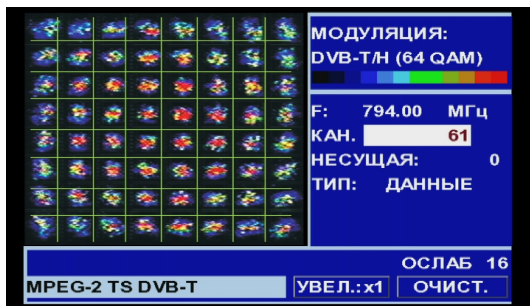 МОДУЛЯЦИЯ:
DVB-T/H (64 QAM)
F: 794.00 МГц
КАН. 61
НЕСУЩАЯ: 0
ТИП: ДАННЫЕ
ОСЛАБ 16
MPEG-2 TS DVB-T УВЕЛ.:x1 ОЧИСТ.